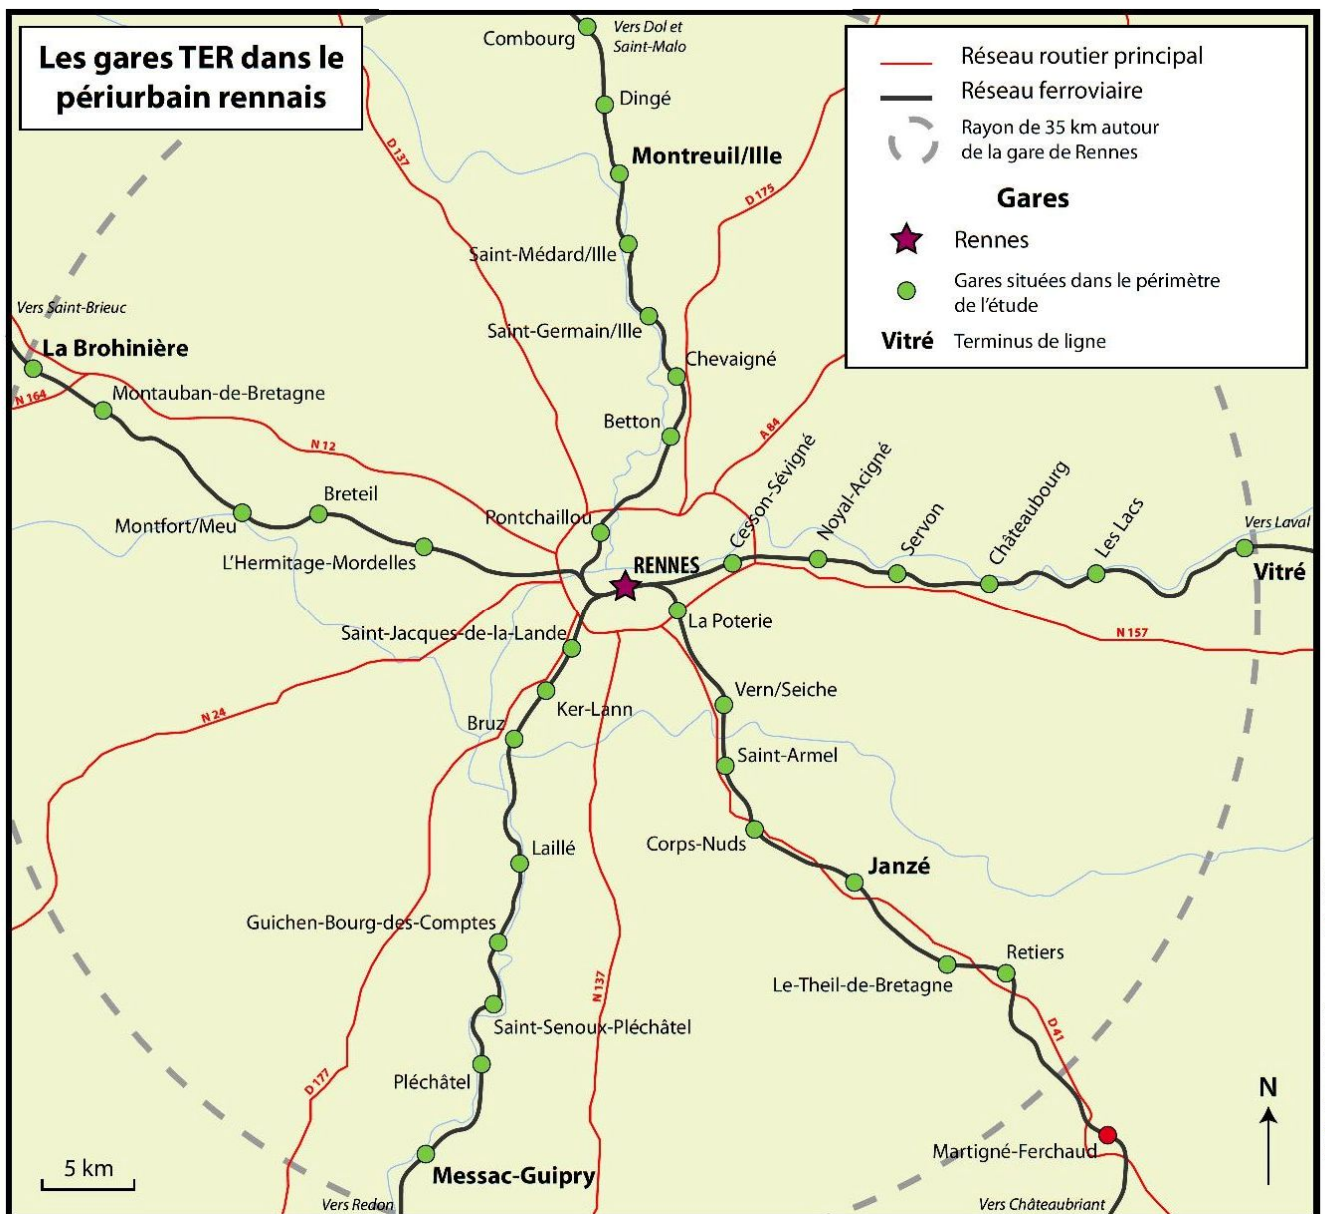 Les gares TER dans le
périurbain rennais
Combourg
Vers Dol et
Saint-Malo
Dingé
Montreuil/Ille
D 137
D 175
Saint-Médard/Ille
Saint-Germain/Ille
Chevaigné
Betton
A 84
Réseau routier principal
Réseau ferroviaire
Rayon de 35 km autour
de la gare de Rennes
Gares
Rennes
Gares situées dans le périmètre
de l'étude
Vitré
Terminus de ligne
Vers Saint-Brieuc
La Brohinière
Montauban-de-Bretagne
N 164
N 12
Breteil
Montfort/Meu
L'Hermitage-Mordelles
Pontchaillou
RENNES
Cesson-Sévigné
Noyal-Acigné
Servon
Châteaubourg
Les Lacs
Vers Laval
Vitré
N 157
La Poterie
Saint-Jacques-de-la-Lande
Ker-Lann
Bruz
N 24
Vern/Seiche
Saint-Armel
Corps-Nuds
Janzé
Laillé
Guichen-Bourg-des-Comptes
Retiers
Le-Theil-de-Bretagne
N 137
Saint-Senoux-Pléchâtel
D 41
Pléchâtel
D 177
Martigné-Ferchaud
Messac-Guipry
Vers Redon
Vers Châteaubriant
5 km
N